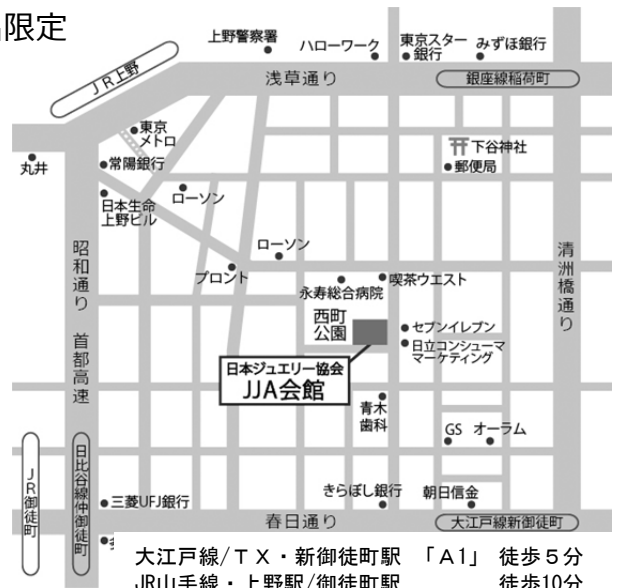 限定
上野警察署
ハローワーク
東京スター
銀行
みずほ銀行
JR上野
浅草通り
銀座線稲荷町
東京
メトロ
丸井
常陽銀行
下谷神社
郵便局
日本生命
上野ビル
ローソン
昭和通り 首都高速
清洲橋通り
ローソン
プロント
永寿総合病院
喫茶ウエスト
西町
公園
セブンイレブン
日立コンシューマ
マーケティング
日本ジュエリー協会
JJA会館
青木
歯科
GS
オーラム
JR御徒町
日比谷線仲御徒町
三菱UFJ銀行
きらぼし銀行
朝日信金
春日通り
大江戸線新御徒町
大江戸線/TX・新御徒町駅 「A1」 徒歩5分
JR山手線・上野駅/御徒町駅 徒歩10分